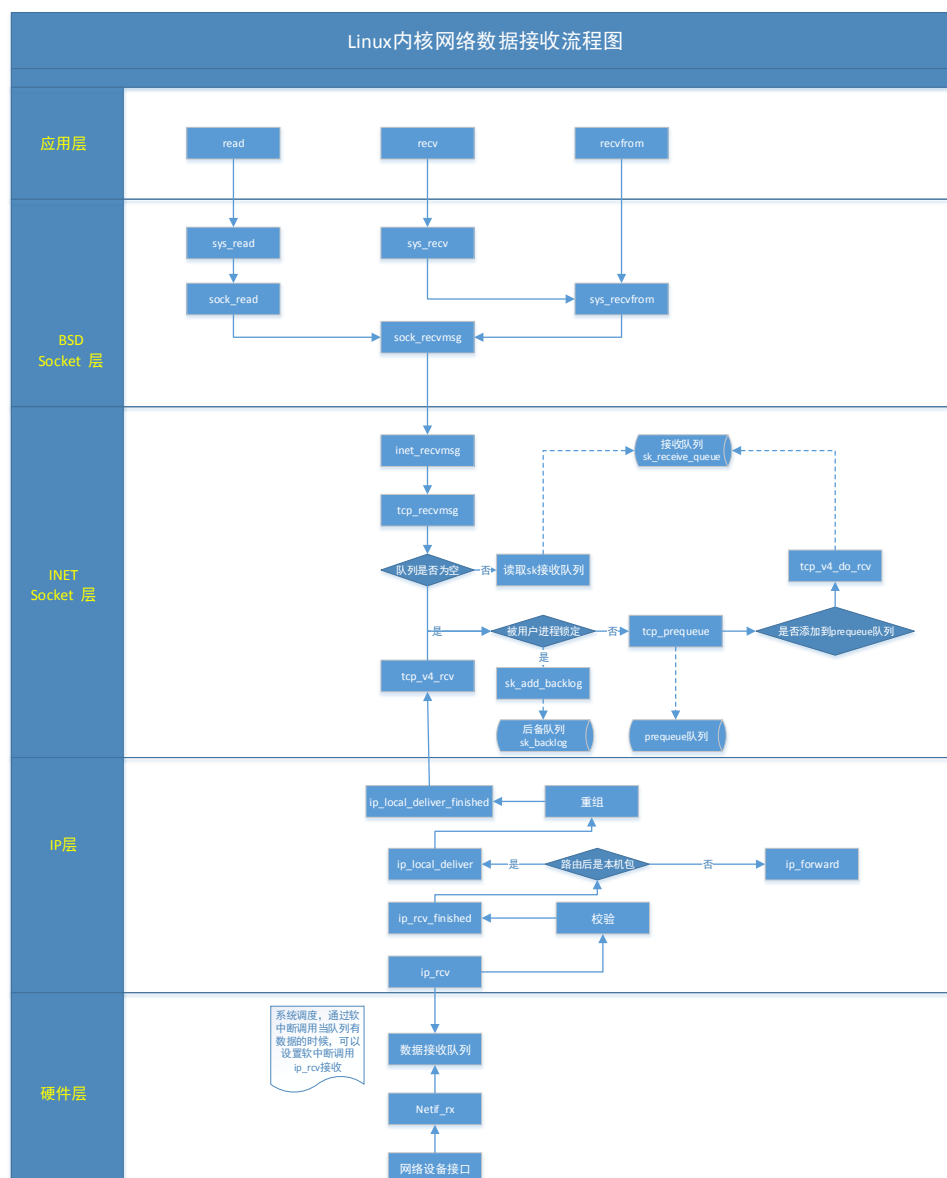 Linux内核网络数据接收流程图
应用层
read
recv
recvfrom
BSD
Socket 层
sys_read
sys_recv
sock_read
sys_recvfrom
sock_recvmsg
INET
Socket 层
inet_recvmsg
接收队列
sk_receive_queue
tcp_recvmsg
队列是否为空
否
读取sk接收队列
tcp_v4_do_rcv
是
被用户进程锁定
否
tcp_prequeue
是否添加到prequeue队列
是
tcp_v4_rcv
sk_add_backlog
后备队列
sk_backlog
prequeue队列
IP层
ip_local_deliver_finished
重组
ip_local_deliver
是
路由后是本机包
否
ip_forward
ip_rcv_finished
校验
ip_rcv
硬件层
系统调度，通过软
中断调用当队列有
数据的时候，可以
设置软中断调用
ip_rcv接收
数据接收队列
Netif_rx
网络设备接口